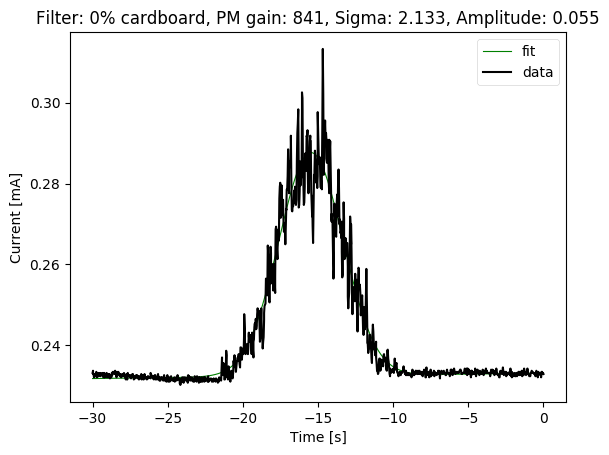 Filter: 0% cardboard, PM gain: 841, Sigma: 2.133, Amplitude: 0.055
fit
data
0.30
0.28
0.26
0.24
Current [mA]
−30
−25
−20
−15
−10
−5
0
Time [s]